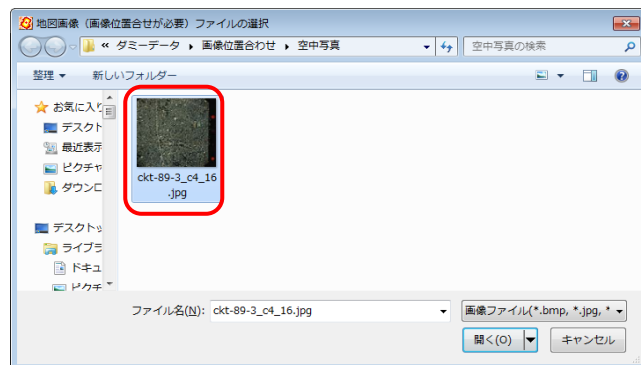 地図画像（画像位置合せが必要）ファイルの選択
« ダミーデータ ▸ 画像位置合わせ ▸ 空中写真
空中写真の検索
整理 ▼ 新しいフォルダー
お気に入り
デスクト
最近表示
ピクチャ
ダウンロ
デスクトッ
ライブラ
ドキュ
ピクチ
ckt-89-3_c4_16
.jpg
ファイル名(N): ckt-89-3_c4_16.jpg
画像ファイル(*.bmp, *.jpg, *
開く(O)
キャンセル